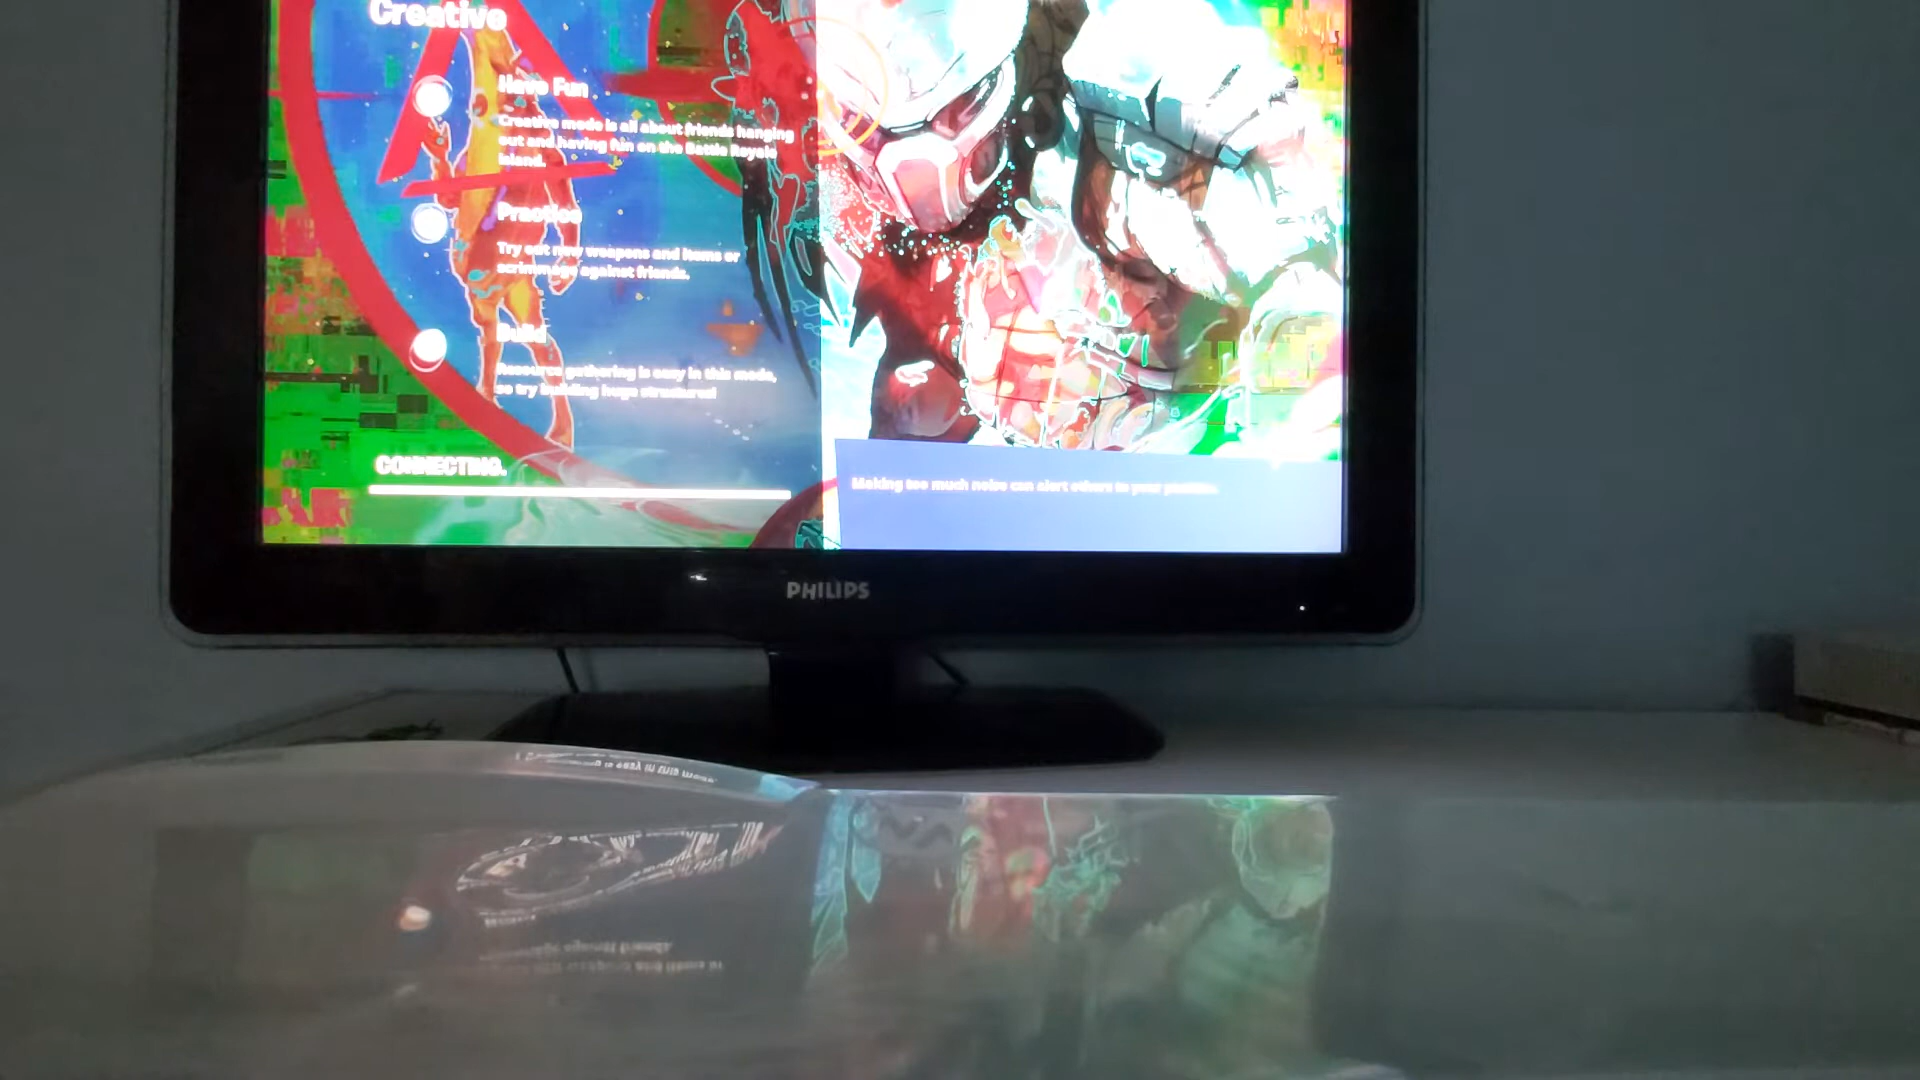 Creative
Have Fun
Creative mode is all about friends hanging
out and having fun on the Battle Royale
island.
Practice
Try out new weapons and items or
scrimmage against friends.
Build
Resource gathering is easy in this mode,
so try building huge structures!
CONNECTING.
Making too much noise can alert others to your position.
PHILIPS